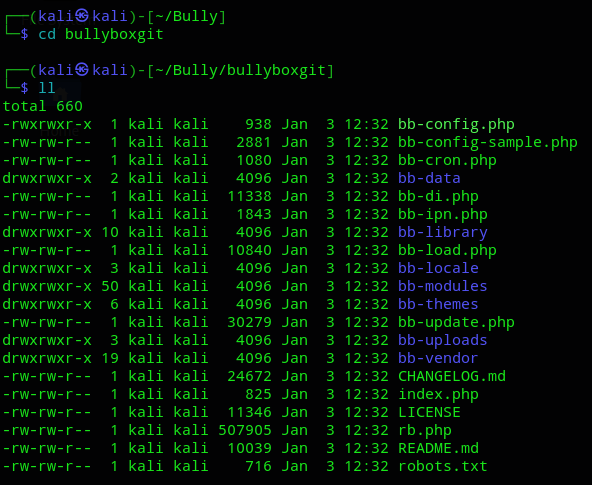 ┌──(kali㉿kali)-[~/Bully]
└─$ cd bullyboxgit
┌──(kali㉿kali)-[~/Bully/bullyboxgit]
└─$ ll
total 660
-rwxrwxr-x  1 kali kali    938 Jan  3 12:32 bb-config.php
-rw-rw-r--  1 kali kali   2881 Jan  3 12:32 bb-config-sample.php
-rw-rw-r--  1 kali kali   1080 Jan  3 12:32 bb-cron.php
drwxrwxr-x  2 kali kali   4096 Jan  3 12:32 bb-data
-rw-rw-r--  1 kali kali  11338 Jan  3 12:32 bb-di.php
-rw-rw-r--  1 kali kali   1843 Jan  3 12:32 bb-ipn.php
drwxrwxr-x 10 kali kali   4096 Jan  3 12:32 bb-library
-rw-rw-r--  1 kali kali  10840 Jan  3 12:32 bb-load.php
drwxrwxr-x  3 kali kali   4096 Jan  3 12:32 bb-locale
drwxrwxr-x 50 kali kali   4096 Jan  3 12:32 bb-modules
drwxrwxr-x  6 kali kali   4096 Jan  3 12:32 bb-themes
-rw-rw-r--  1 kali kali  30279 Jan  3 12:32 bb-update.php
drwxrwxr-x  3 kali kali   4096 Jan  3 12:32 bb-uploads
drwxrwxr-x 19 kali kali   4096 Jan  3 12:32 bb-vendor
-rw-rw-r--  1 kali kali  24672 Jan  3 12:32 CHANGELOG.md
-rw-rw-r--  1 kali kali    825 Jan  3 12:32 index.php
-rw-rw-r--  1 kali kali  11346 Jan  3 12:32 LICENSE
-rw-rw-r--  1 kali kali 507905 Jan  3 12:32 rb.php
-rw-rw-r--  1 kali kali  10039 Jan  3 12:32 README.md
-rw-rw-r--  1 kali kali    716 Jan  3 12:32 robots.txt